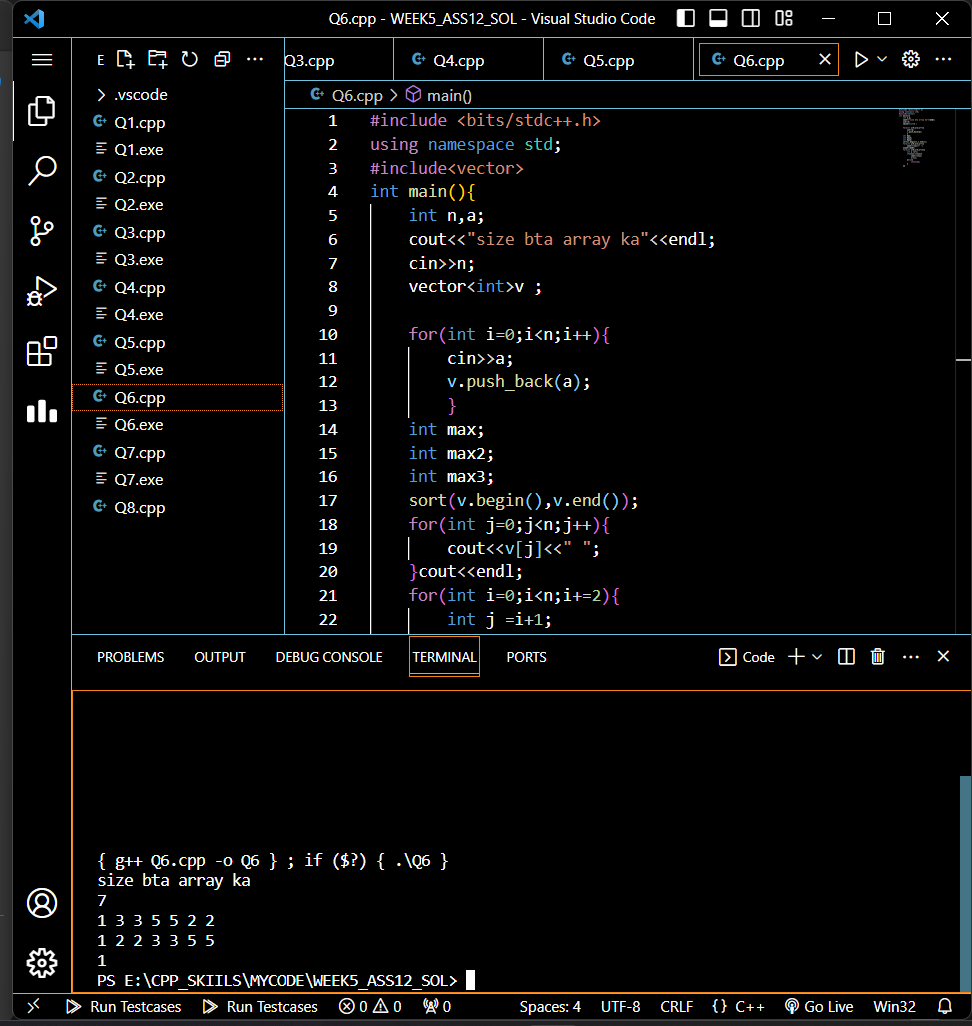 Q6.cpp - WEEK5_ASS12_SOL - Visual Studio Code
E
Q3.cpp Q4.cpp Q5.cpp Q6.cpp
.vscode
Q1.cpp
Q1.exe
Q2.cpp
Q2.exe
Q3.cpp
Q3.exe
Q4.cpp
Q4.exe
Q5.cpp
Q5.exe
Q6.cpp
Q6.exe
Q7.cpp
Q7.exe
Q8.cpp
Q6.cpp > main()
1 #include <bits/stdc++.h>
2 using namespace std;
3 #include<vector>
4 int main(){
5 int n,a;
6 cout<<"size bta array ka"<<endl;
7 cin>>n;
8 vector<int>v ;
9
10 for(int i=0;i<n;i++){
11 cin>>a;
12 v.push_back(a);
13 }
14 int max;
15 int max2;
16 int max3;
17 sort(v.begin(),v.end());
18 for(int j=0;j<n;j++){
19 cout<<v[j]<<" ";
20 }cout<<endl;
21 for(int i=0;i<n;i+=2){
22 int j =i+1;
PROBLEMS OUTPUT DEBUG CONSOLE TERMINAL PORTS Code
{ g++ Q6.cpp -o Q6 } ; if ($?) { .\Q6 }
size bta array ka
7
1 3 3 5 5 2 2
1 2 2 3 3 5 5
1
PS E:\CPP_SKIILS\MYCODE\WEEK5_ASS12_SOL>
Run Testcases Run Testcases 0 0 0 Spaces: 4 UTF-8 CRLF {} C++ Go Live Win32